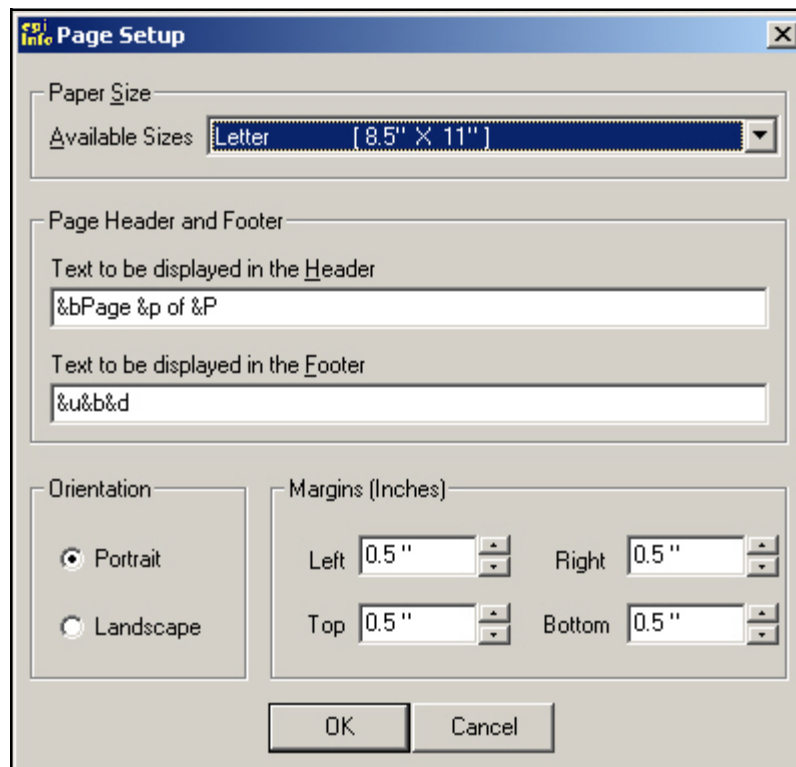 epi info Page Setup
Paper Size
Available Sizes Letter [ 8.5" X 11" ]
Page Header and Footer
Text to be displayed in the Header
&bPage &p of &P
Text to be displayed in the Footer
&u&b&d
Orientation Margins (Inches)
Portrait Left 0.5 " Right 0.5 "
Landscape Top 0.5 " Bottom 0.5 "
OK Cancel